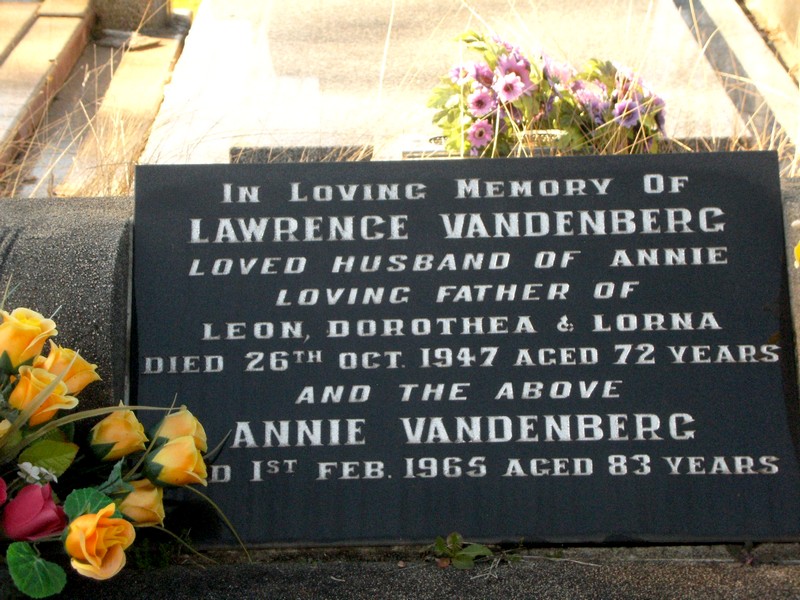 In Loving Memory Of
LAWRENCE VANDENBERG
LOVED HUSBAND OF ANNIE
LOVING FATHER OF
LEON, DOROTHEA & LORNA
DIED 26TH OCT. 1947 AGED 72 YEARS
AND THE ABOVE
ANNIE VANDENBERG
D 1ST FEB. 1965 AGED 83 YEARS